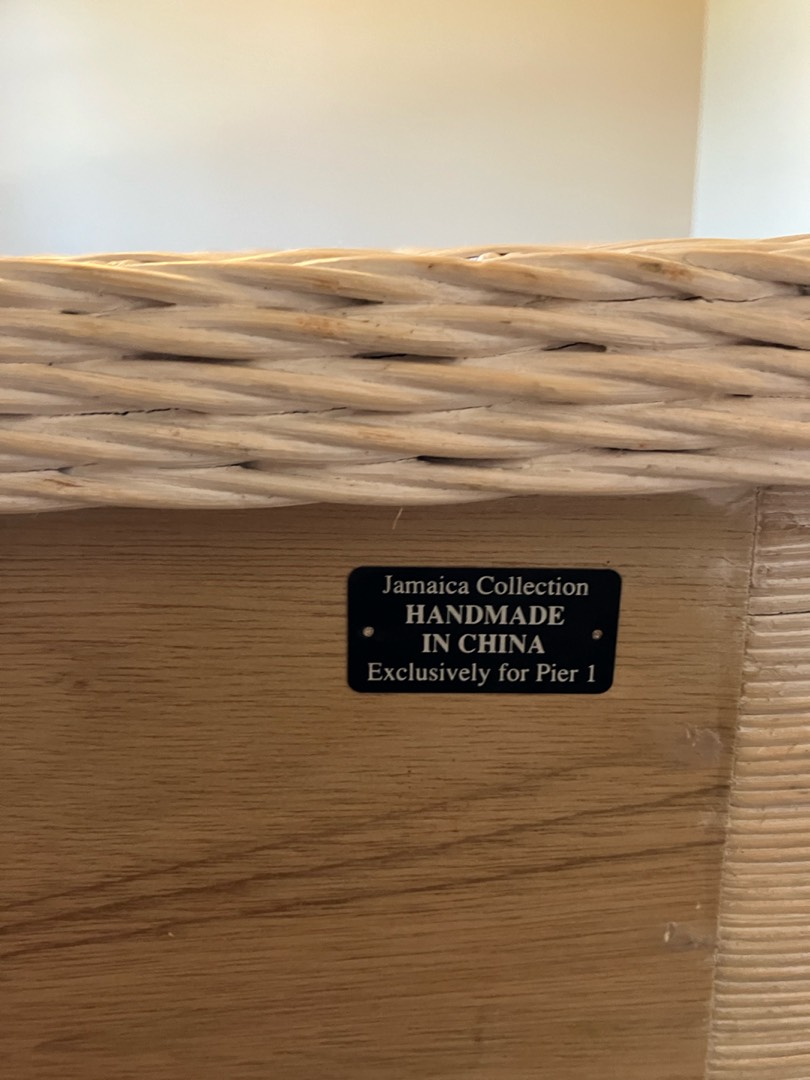 Jamaica Collection
HANDMADE
IN CHINA
Exclusively for Pier 1